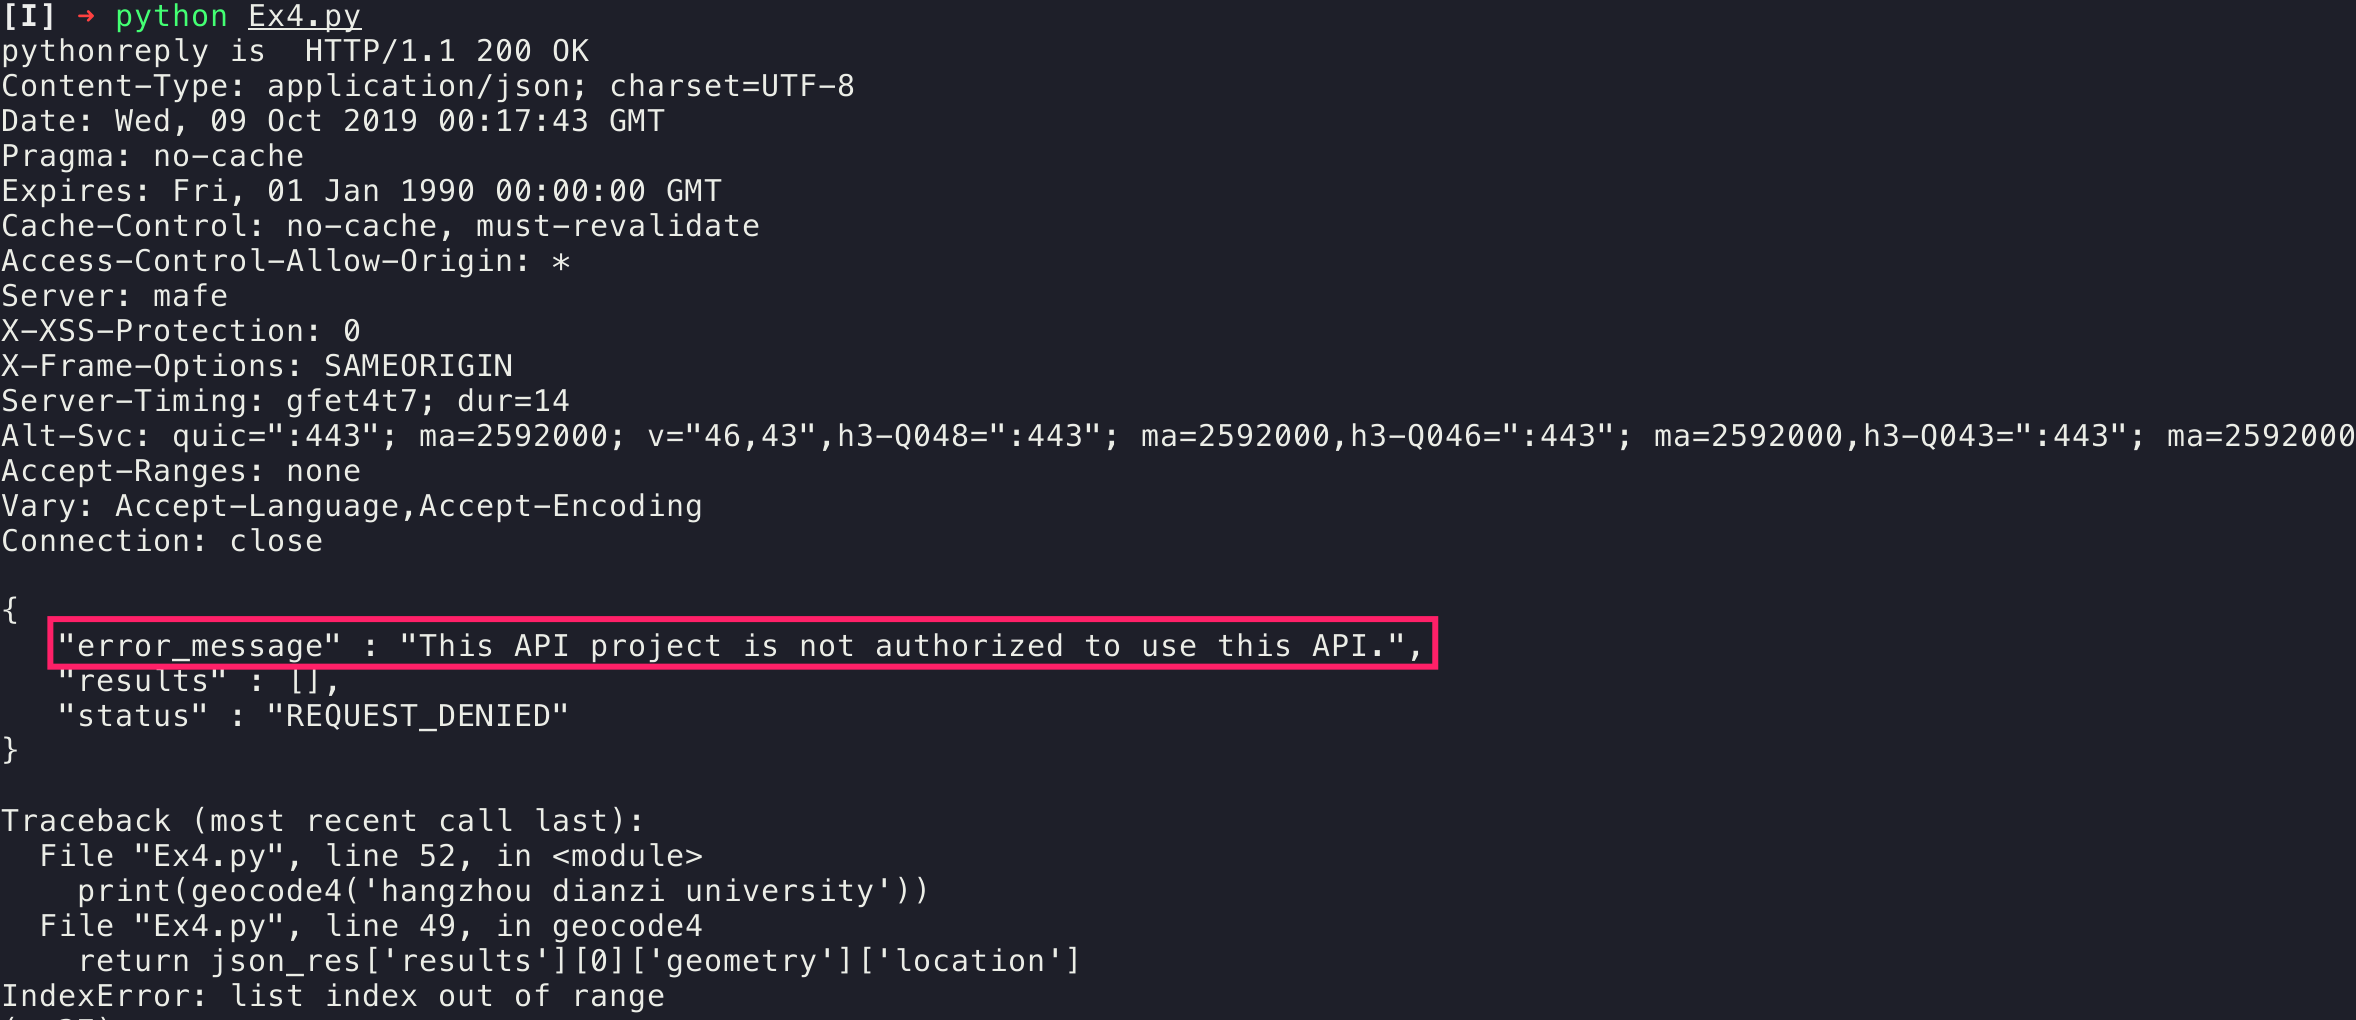 [I] → python Ex4.py
pythonreply is  HTTP/1.1 200 OK
Content-Type: application/json; charset=UTF-8
Date: Wed, 09 Oct 2019 00:17:43 GMT
Pragma: no-cache
Expires: Fri, 01 Jan 1990 00:00:00 GMT
Cache-Control: no-cache, must-revalidate
Access-Control-Allow-Origin: *
Server: mafe
X-XSS-Protection: 0
X-Frame-Options: SAMEORIGIN
Server-Timing: gfet4t7; dur=14
Alt-Svc: quic=":443"; ma=2592000; v="46,43",h3-Q048=":443"; ma=2592000,h3-Q046=":443"; ma=2592000,h3-Q043=":443"; ma=2592000
Accept-Ranges: none
Vary: Accept-Language,Accept-Encoding
Connection: close
{
   "error_message" : "This API project is not authorized to use this API.",
   "results" : [],
   "status" : "REQUEST_DENIED"
}
Traceback (most recent call last):
  File "Ex4.py", line 52, in <module>
    print(geocode4('hangzhou dianzi university'))
  File "Ex4.py", line 49, in geocode4
    return json_res['results'][0]['geometry']['location']
IndexError: list index out of range